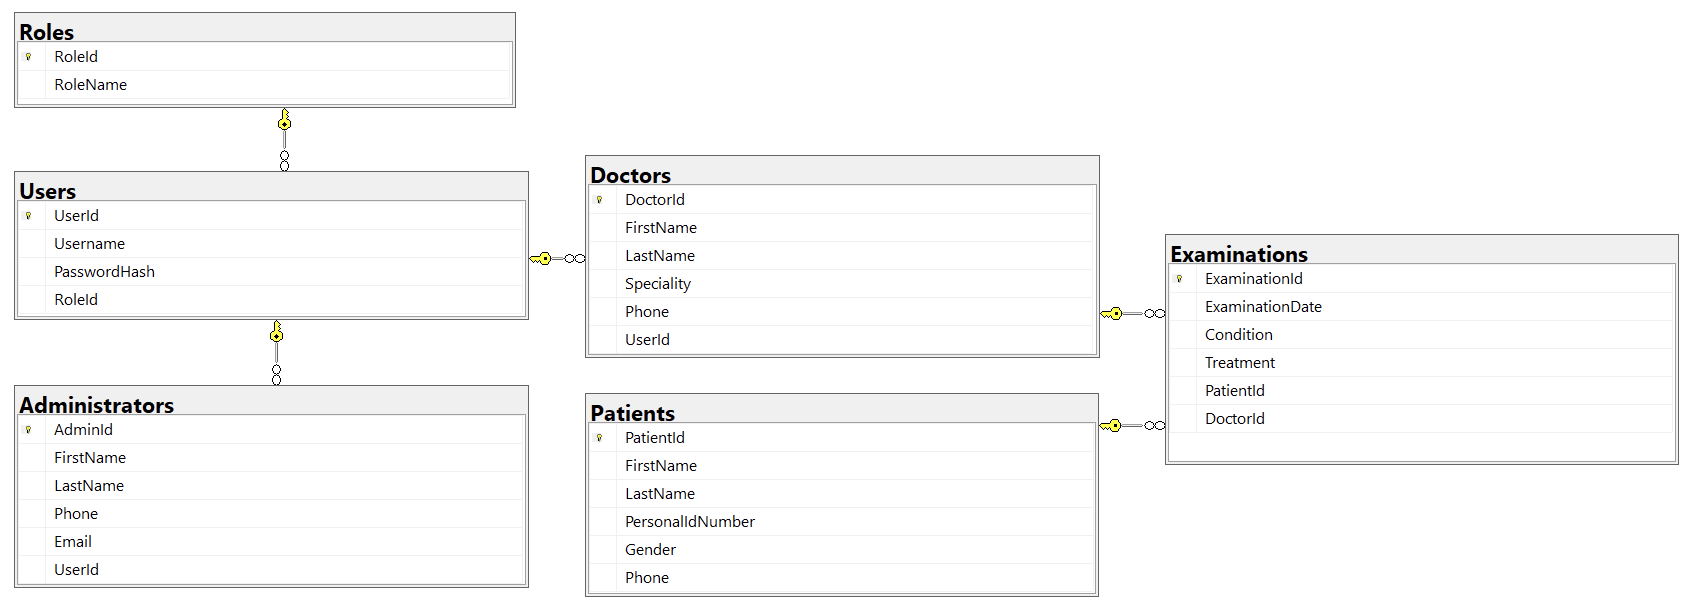 Roles
RoleId
RoleName
Users
UserId
Username
PasswordHash
RoleId
Administrators
AdminId
FirstName
LastName
Phone
Email
UserId
Doctors
DoctorId
FirstName
LastName
Speciality
Phone
UserId
Patients
PatientId
FirstName
LastName
PersonalIdNumber
Gender
Phone
Examinations
ExaminationId
ExaminationDate
Condition
Treatment
PatientId
DoctorId